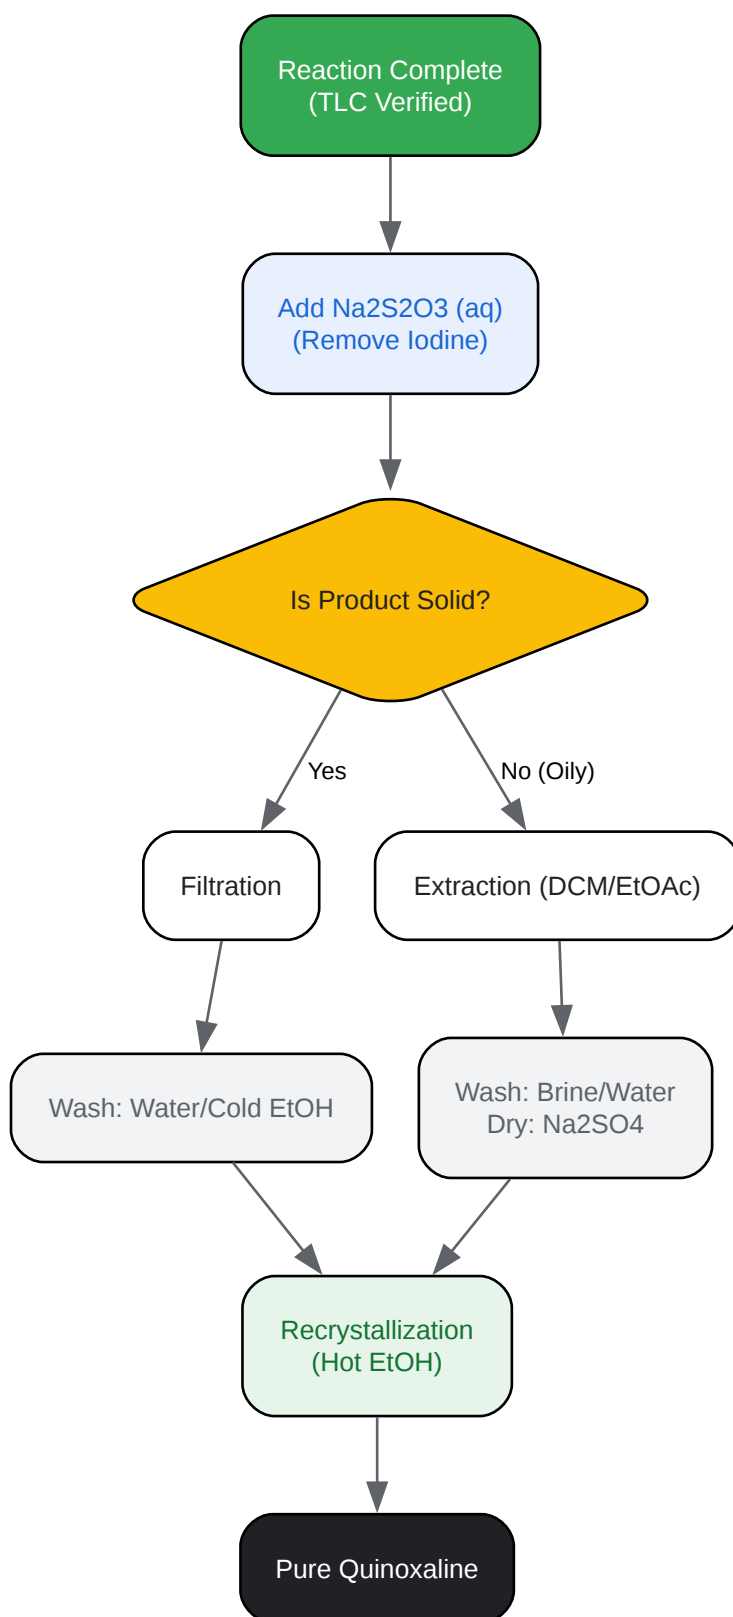 Reaction Complete
(TLC Verified)
Add Na2S2O3 (aq)
(Remove Iodine)
Is Product Solid?
Yes
No (Oily)
Filtration
Extraction (DCM/EtOAc)
Wash: Water/Cold EtOH
Wash: Brine/Water
Dry: Na2SO4
Recrystallization
(Hot EtOH)
Pure Quinoxaline